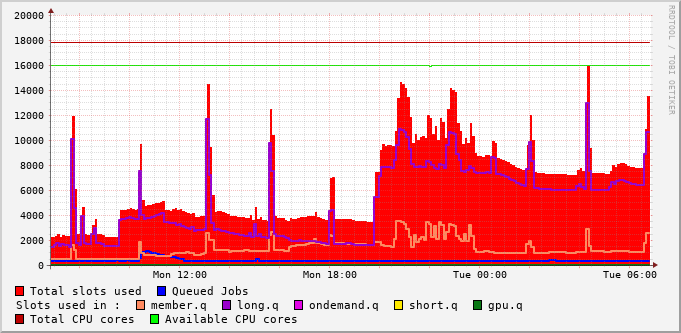 RRDTOOL / TOBI OETIKER
20000
18000
16000
14000
12000
10000
8000
6000
4000
2000
0
Mon 12:00 Mon 18:00 Tue 00:00 Tue 06:00
Total slots used Queued Jobs
Slots used in : member.q long.q ondemand.q short.q gpu.q
Total CPU cores Available CPU cores